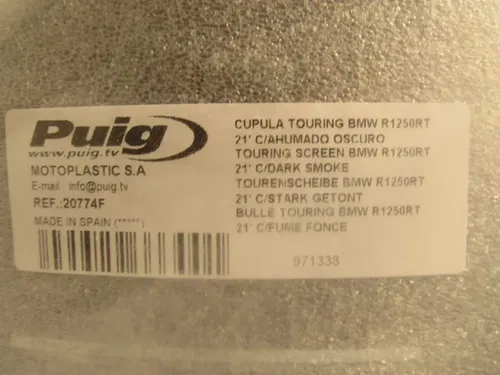 Puig
www.puig.tv
MOTOPLASTIC S.A
E-mail info@puig.tv
REF.:20774F
MADE IN SPAIN (*****)
CUPULA TOURING BMW R1250RT
21' C/AHUMADO OSCURO
TOURING SCREEN BMW R1250RT
21' C/DARK SMOKE
TOURENSCHEIBE BMW R1250RT
21' C/STARK GETONT
BULLE TOURING BMW R1250RT
21' C/FUME FONCE
971338